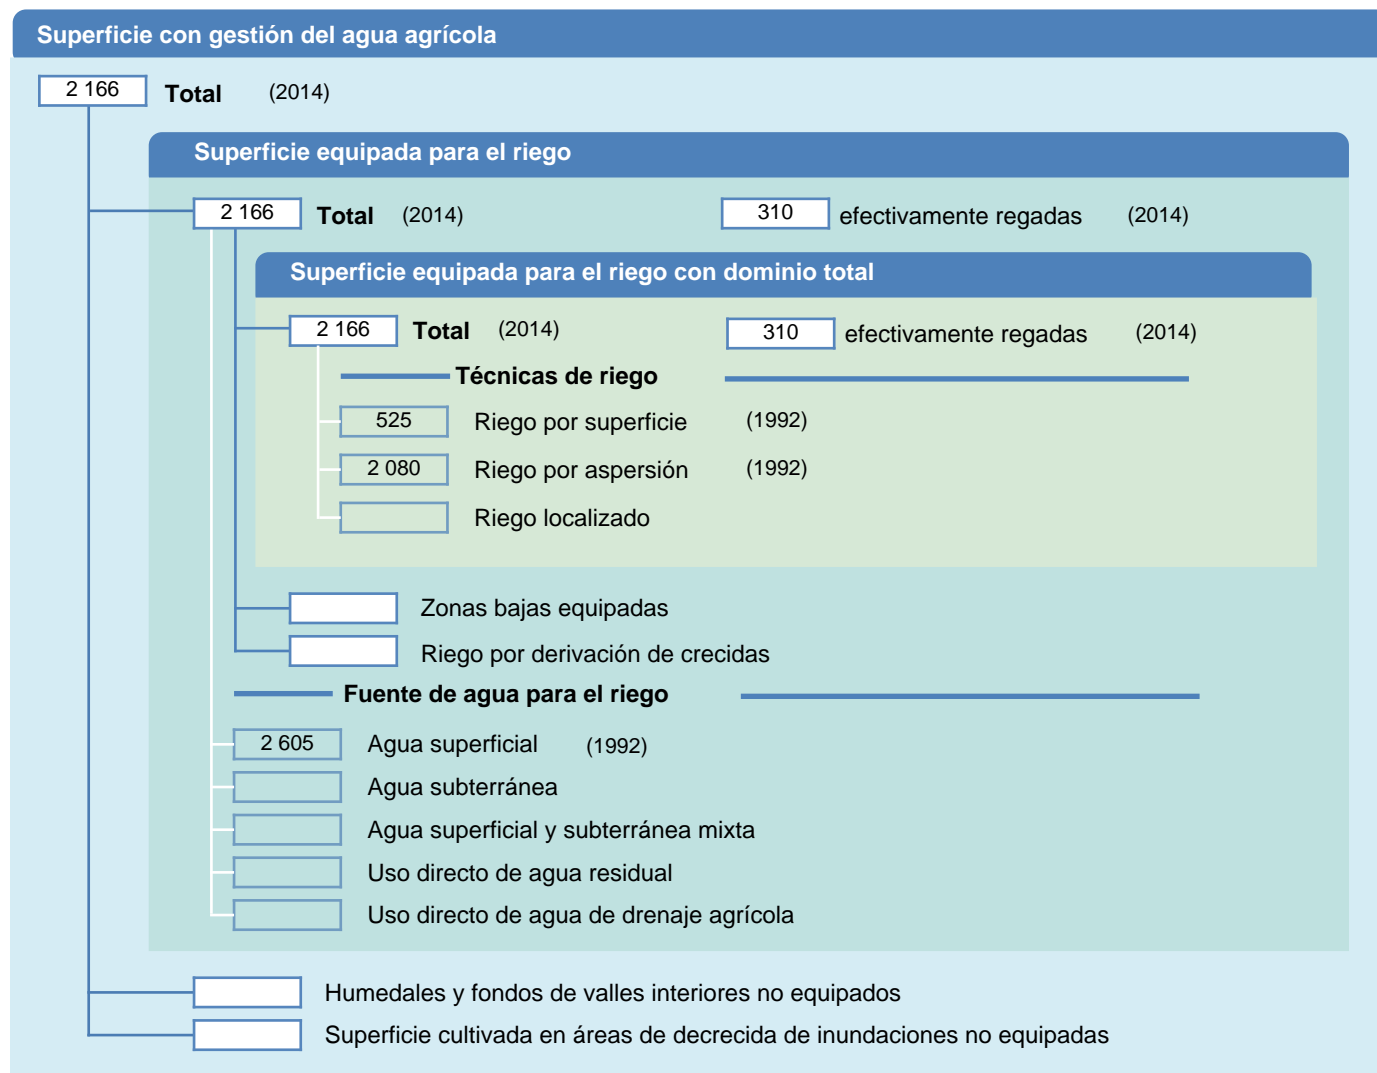 Superficie con gestión del agua agrícola
2 166 Total (2014)
Superficie equipada para el riego
2 166 Total (2014) 310 efectivamente regadas (2014)
Superficie equipada para el riego con dominio total
2 166 Total (2014) 310 efectivamente regadas (2014)
Técnicas de riego
525 Riego por superficie (1992)
2 080 Riego por aspersión (1992)
Riego localizado
Zonas bajas equipadas
Riego por derivación de crecidas
Fuente de agua para el riego
2 605 Agua superficial (1992)
Agua subterránea
Agua superficial y subterránea mixta
Uso directo de agua residual
Uso directo de agua de drenaje agrícola
Humedales y fondos de valles interiores no equipados
Superficie cultivada en áreas de decrecida de inundaciones no equipadas